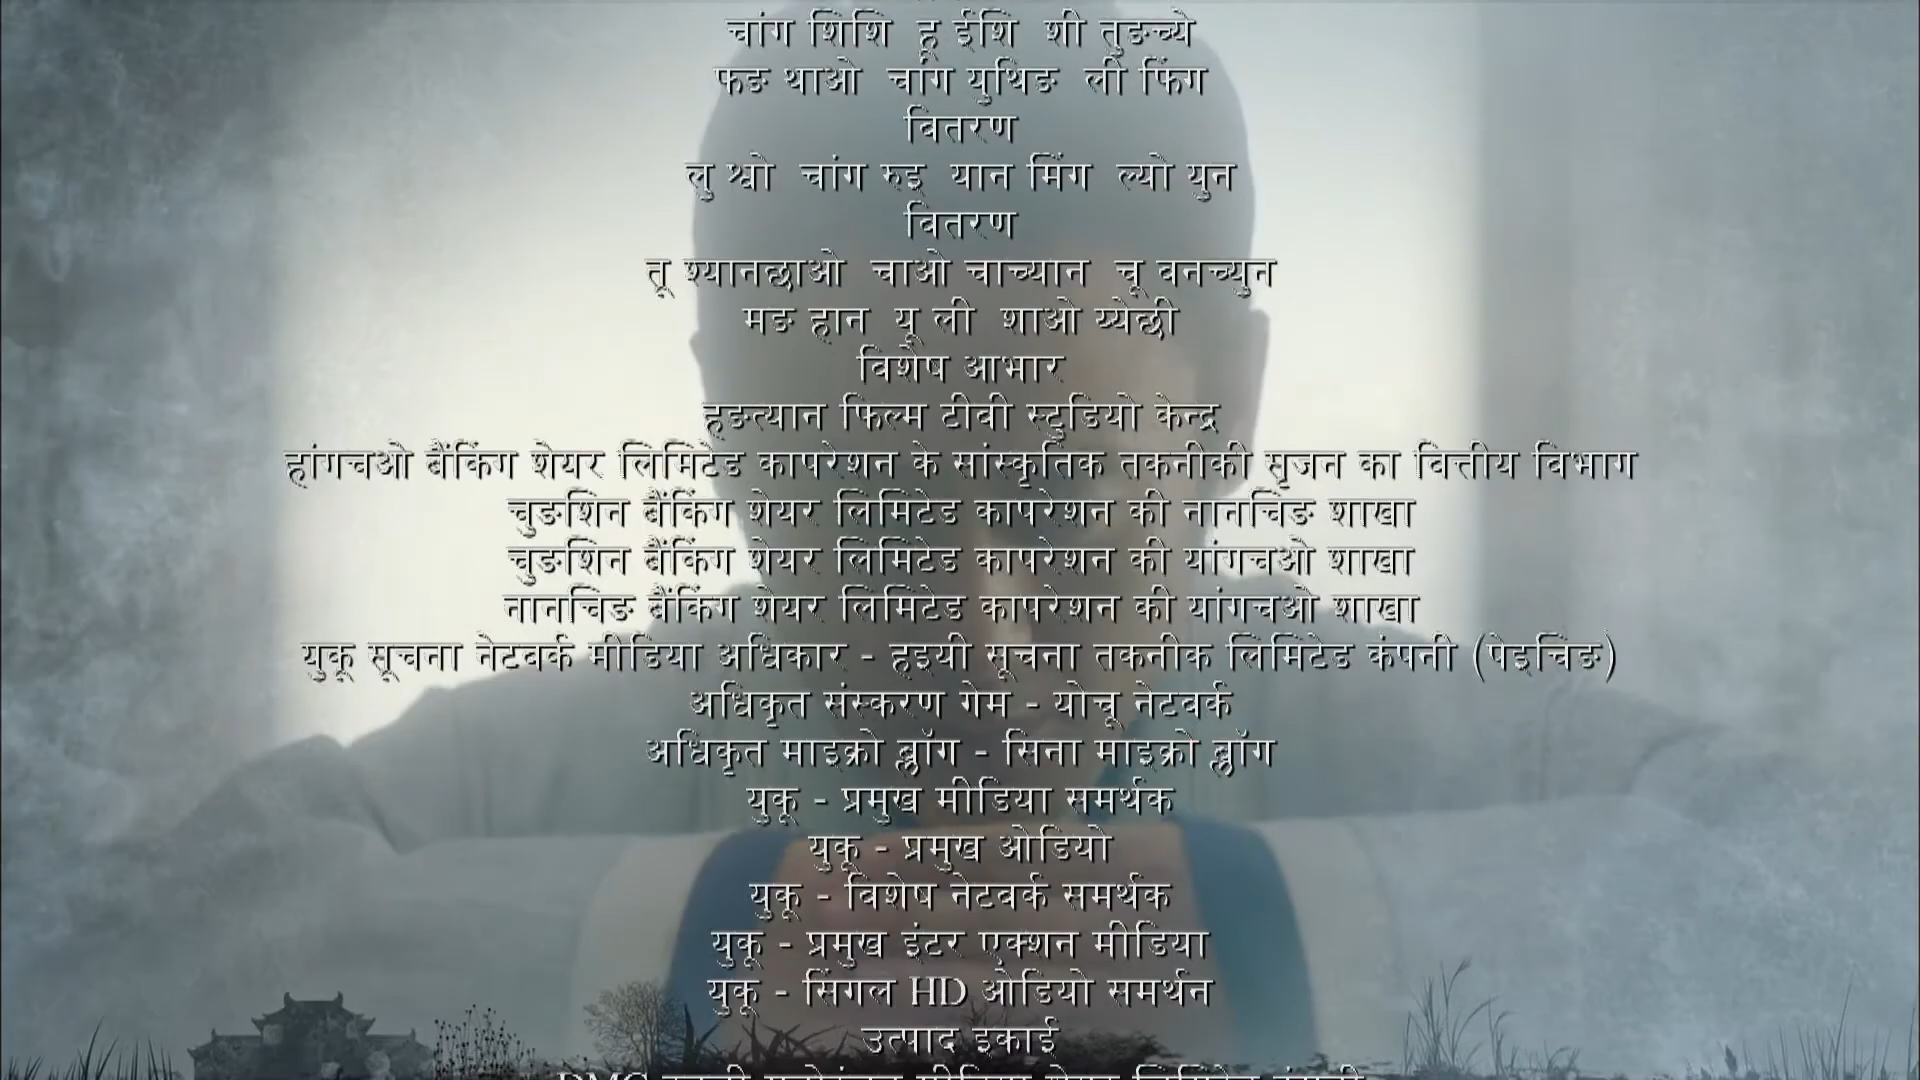 चांग शिशि हू ईशि शी तुङच्ये
फङ थाओ चांग युथिङ ली फिंग
वितरण
लु श्वो चांग रुइ यान मिंग ल्यो युन
वितरण
तू श्यानछाओ चाओ चाच्यान चू वनच्युन
मङ हान यू ली शाओ य्येछी
विशेष आभार
हङत्यान फिल्म टीवी स्टुडियो केन्द्र
हांगचओ बैंकिंग शेयर लिमिटेड कापरेशन के सांस्कृतिक तकनीकी सृजन का वित्तीय विभाग
चुङशिन बैंकिंग शेयर लिमिटेड कापरेशन की नानचिङ शाखा
चुङशिन बैंकिंग शेयर लिमिटेड कापरेशन की यांगचओ शाखा
नानचिङ बैंकिंग शेयर लिमिटेड कापरेशन की यांगचओ शाखा
युकू सूचना नेटवर्क मीडिया अधिकार - हइयी सूचना तकनीक लिमिटेड कंपनी (पेइचिङ)
अधिकृत संस्करण गेम - योचू नेटवर्क
अधिकृत माइक्रो ब्लॉग - सिना माइक्रो ब्लॉग
युकू - प्रमुख मीडिया समर्थक
युकू - प्रमुख ओडियो
युकू - विशेष नेटवर्क समर्थक
युकू - प्रमुख इंटर एक्शन मीडिया
युकू - सिंगल HD ओडियो समर्थन
उत्पाद इकाई